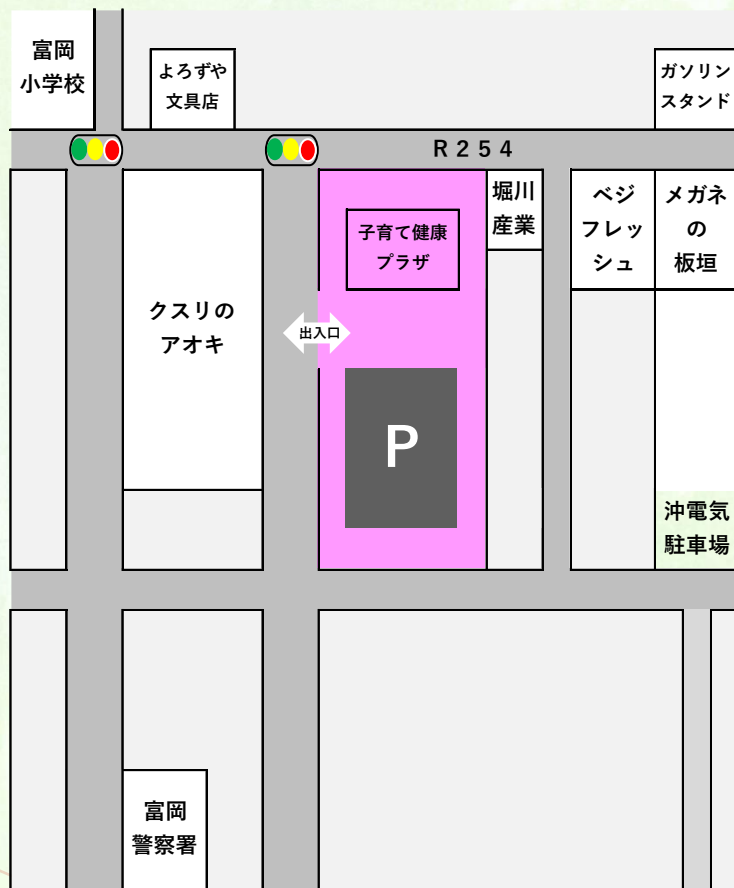 富岡
小学校
よろずや
文具店
ガソリン
スタンド
R254
堀川
産業
ベジ
フレッ
シュ
メガネ
の
板垣
子育て健康
プラザ
クスリの
アオキ
出入口
P
沖電気
駐車場
富岡
警察署